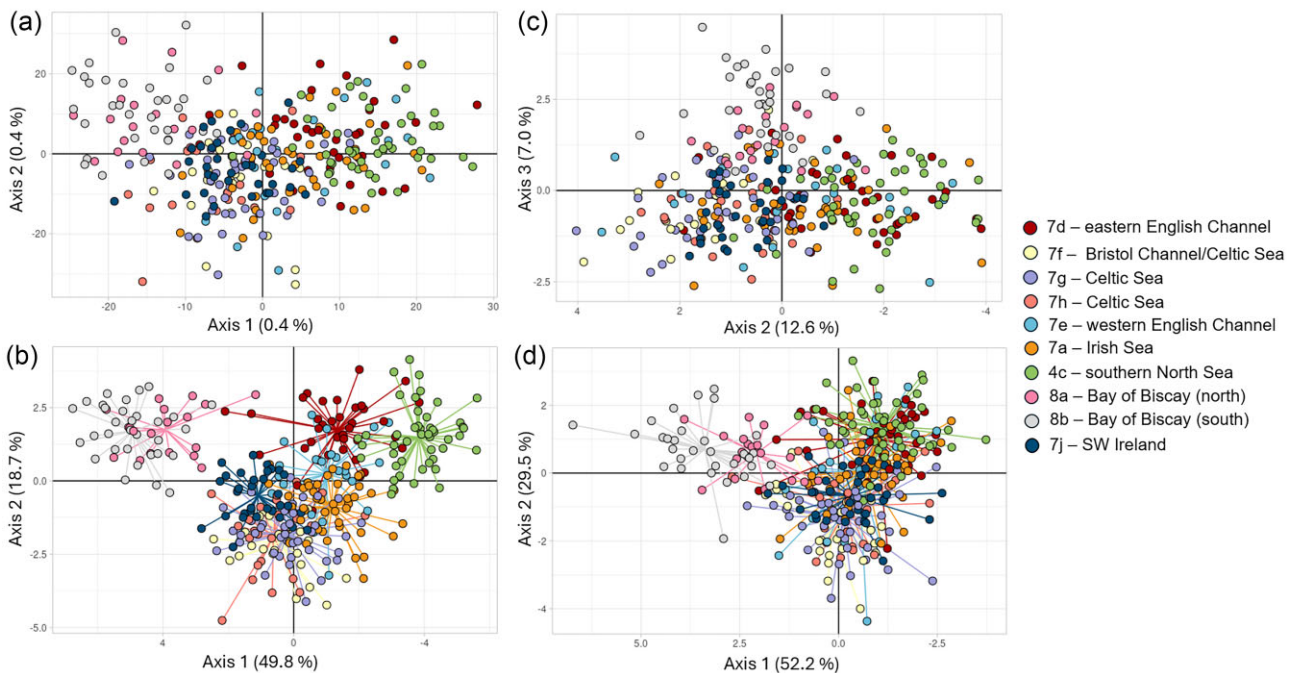 (a)
20
0
-20
-20
-10
0
10
20
30
Axis 2 (0.4 %)
Axis 1 (0.4 %)
(c)
2.5
0.0
-2.5
4
2
0
-2
-4
Axis 3 (7.0 %)
Axis 2 (12.6 %)
(b)
2.5
0.0
-2.5
-5.0
4
0
-4
Axis 2 (18.7 %)
Axis 1 (49.8 %)
(d)
2
0
-2
-4
5.0
2.5
0.0
-2.5
Axis 2 (29.5 %)
Axis 1 (52.2 %)
7d – eastern English Channel
7f – Bristol Channel/Celtic Sea
7g – Celtic Sea
7h – Celtic Sea
7e – western English Channel
7a – Irish Sea
4c – southern North Sea
8a – Bay of Biscay (north)
8b – Bay of Biscay (south)
7j – SW Ireland